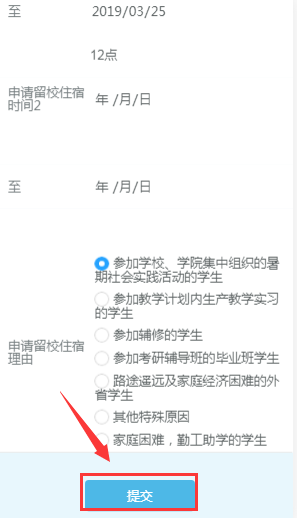 至
2019/03/25
12点
申请留校住宿
时间2
年 /月/日
至
年 /月/日
申请留校住宿
理由
参加学校、学院集中组织的暑
期社会实践活动的学生
参加教学计划内生产教学实习
的学生
参加辅修的学生
参加考研辅导班的毕业班学生
路途遥远及家庭经济困难的外
省学生
其他特殊原因
家庭困难，勤工助学的学生
提交